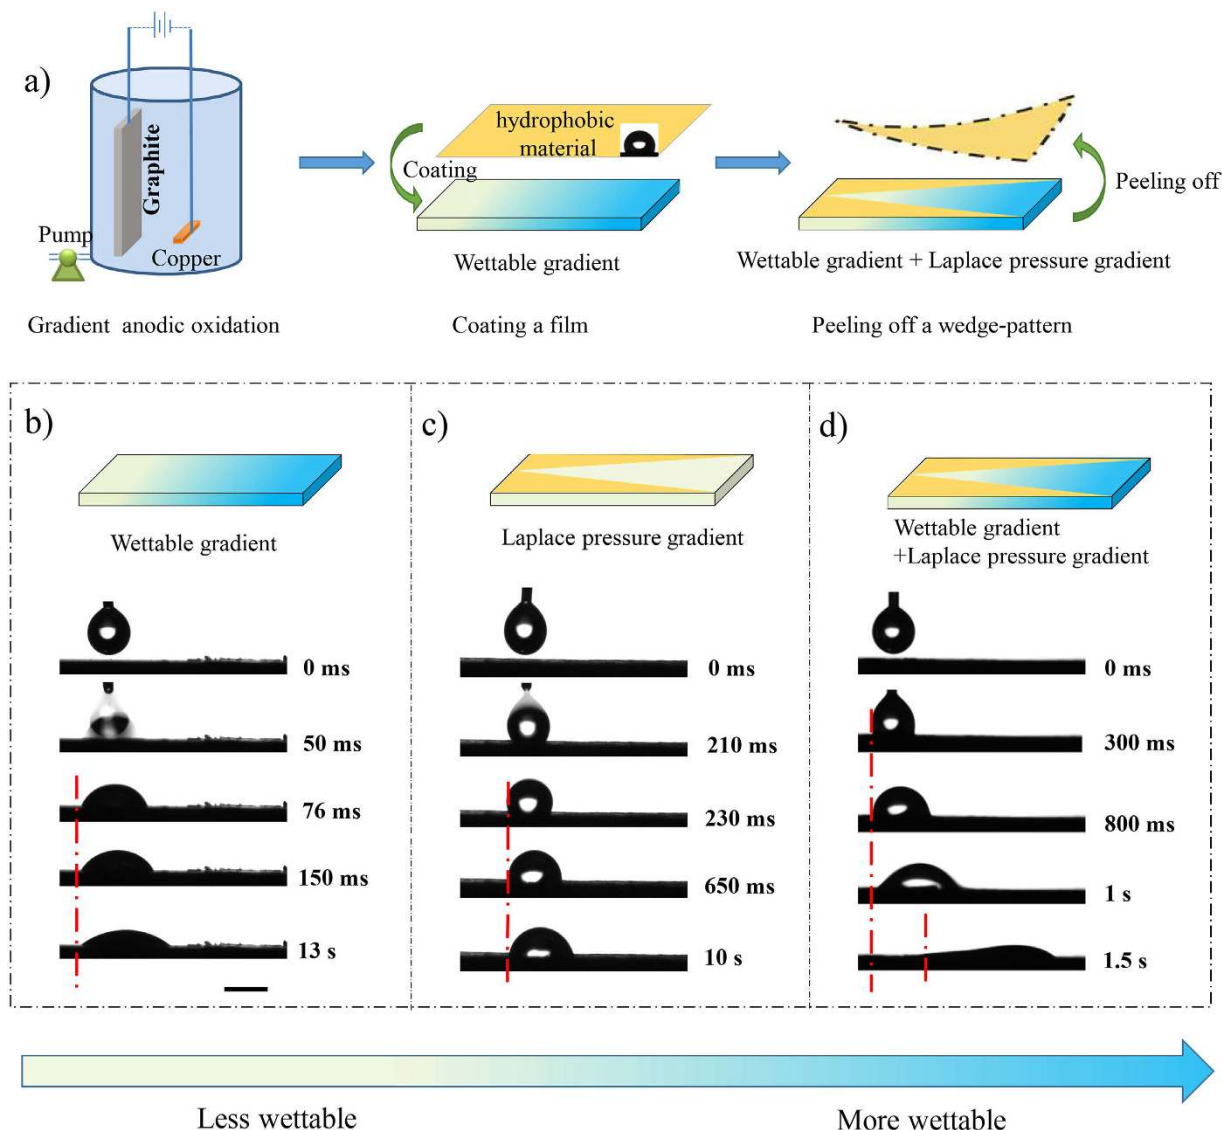 a)
Graphite
Pump
Copper
Gradient anodic oxidation
hydrophobic
material
Coating
Wettable gradient
Coating a film
Peeling off
Wettable gradient + Laplace pressure gradient
Peeling off a wedge-pattern
b)
Wettable gradient
0 ms
50 ms
76 ms
150 ms
13 s
c)
Laplace pressure gradient
0 ms
210 ms
230 ms
650 ms
10 s
d)
Wettable gradient
+Laplace pressure gradient
0 ms
300 ms
800 ms
1 s
1.5 s
Less wettable
More wettable